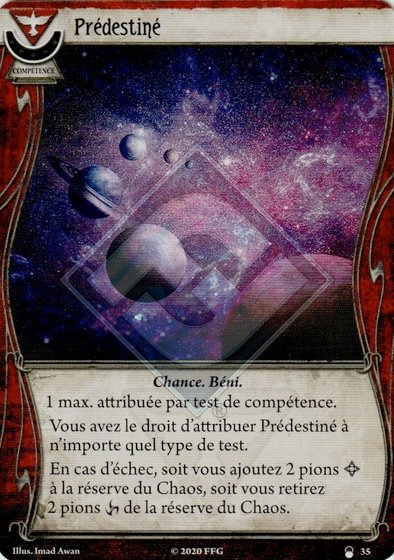 Prédestiné
COMPÉTENCE
Chance. Béni.
1 max. attribuée par test de compétence.
Vous avez le droit d'attribuer Prédestiné à
n'importe quel type de test.
En cas d'échec, soit vous ajoutez 2 pions
à la réserve du Chaos, soit vous retirez
2 pions de la réserve du Chaos.
Illus. Imad Awan
© 2020 FFG
35